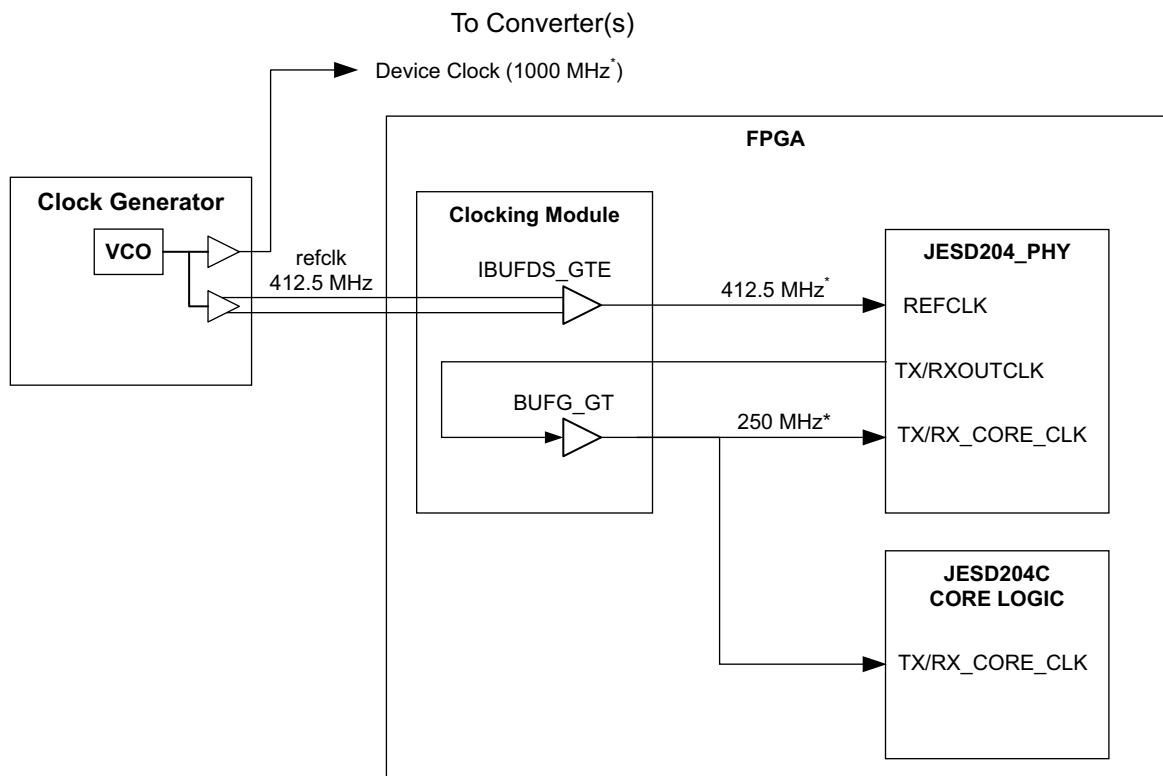 To Converter(s)
Device Clock (1000 MHz*)
FPGA
Clock Generator
VCO
refclk
412.5 MHz
Clocking Module
IBUFDS_GTE
412.5 MHz*
BUFG_GT
250 MHz*
JESD204_PHY
REFCLK
TX/RXOUTCLK
TX/RX_CORE_CLK
JESD204C
CORE LOGIC
TX/RX_CORE_CLK